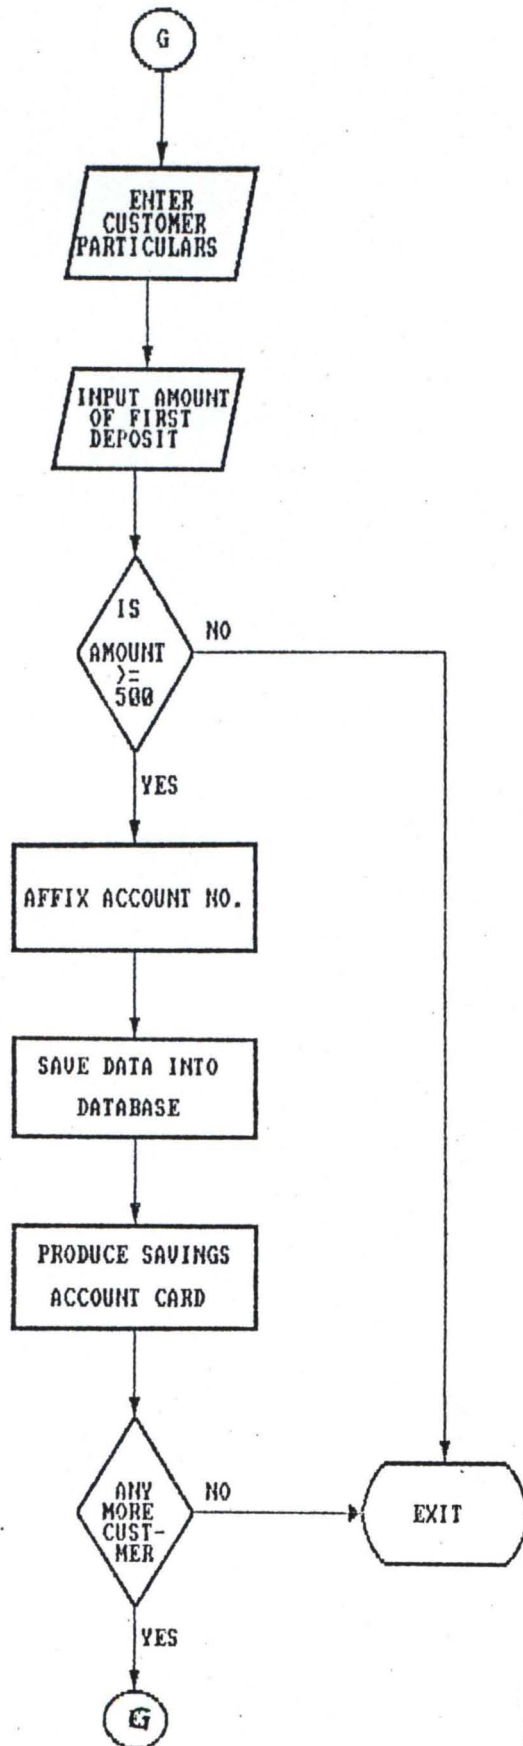 G
ENTER
CUSTOMER
PARTICULARS
INPUT AMOUNT
OF FIRST
DEPOSIT
IS
AMOUNT
>=
500
NO
YES
AFFIX ACCOUNT NO.
SAVE DATA INTO
DATABASE
PRODUCE SAVINGS
ACCOUNT CARD
ANY
MORE
CUST-
MER
NO
EXIT
YES
G